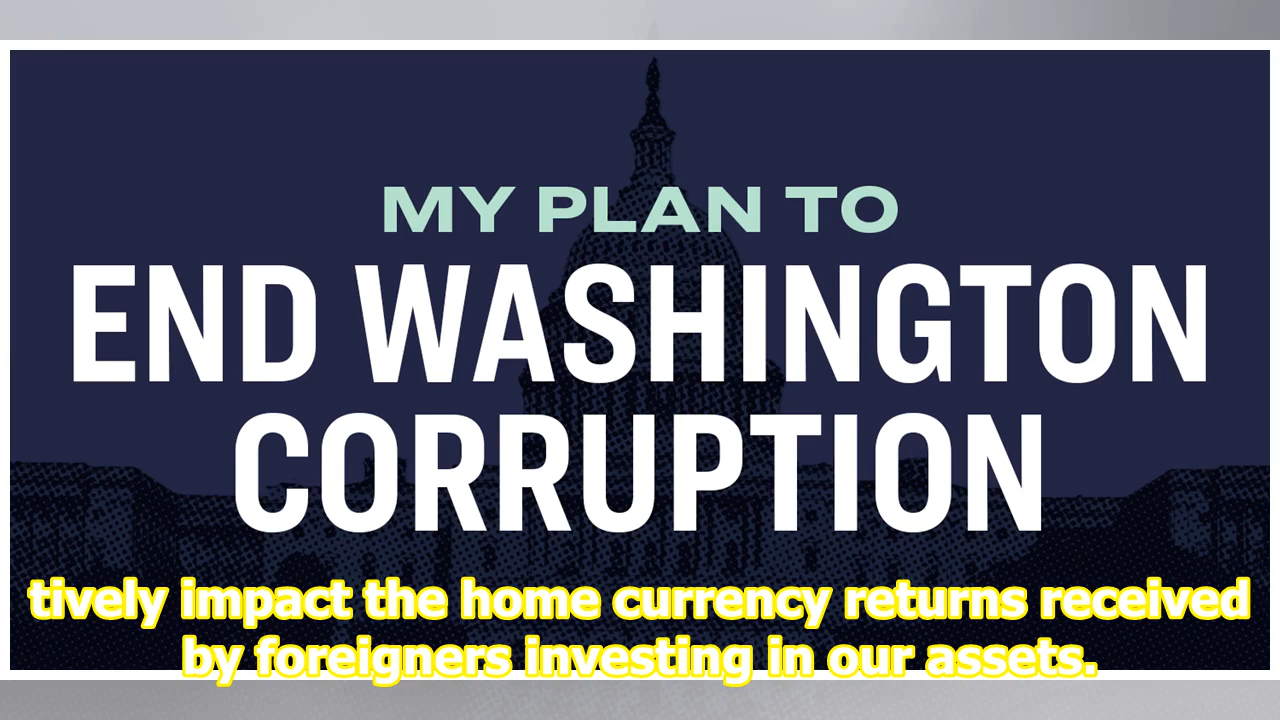 MY PLAN TO
END WASHINGTON
CORRUPTION
tively impact the home currency returns received
by foreigners investing in our assets.